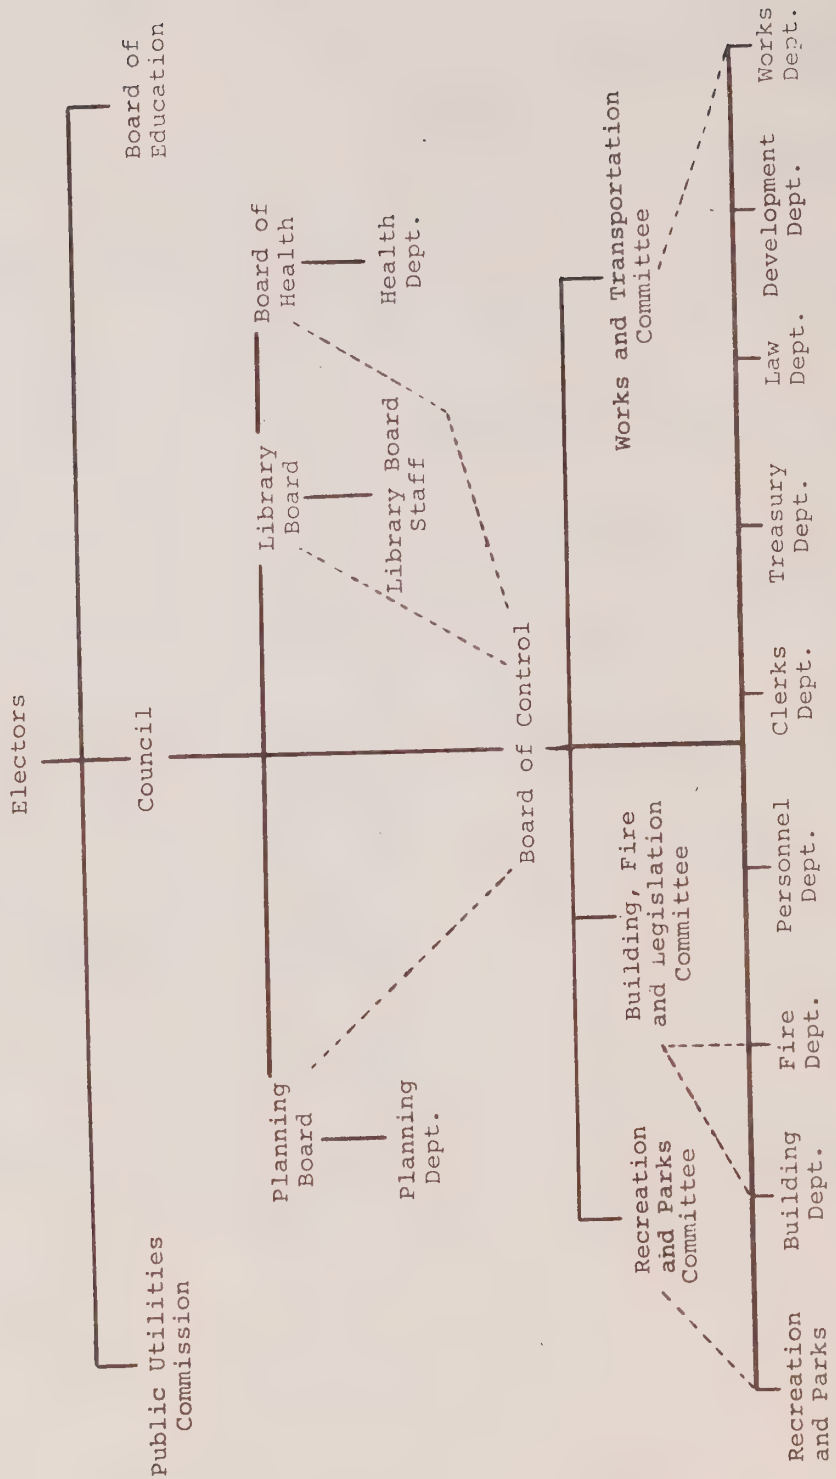 Electors
Public Utilities
Commission
Council
Board of
Education
Planning
Board
Library
Board
Board of
Health
Planning
Dept.
Library Board
Staff
Health
Dept.
Board of Control
Recreation
and Parks
Committee
Building, Fire
and Legislation
Committee
Works and Transportation
Committee
Recreation
and Parks
Building
Dept.
Fire
Dept.
Personnel
Dept.
Clerks
Dept.
Treasury
Dept.
Law
Dept.
Development
Dept.
Works
Dept.